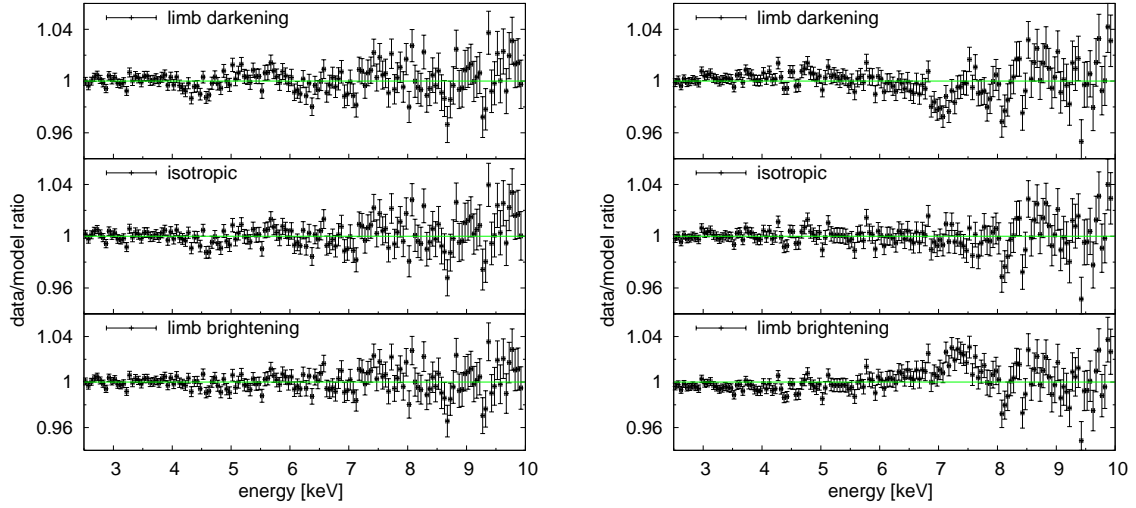 limb darkening
1.04
1
0.96
isotropic
1.04
1
0.96
data/model ratio
limb brightening
1.04
1
0.96
3 4 5 6 7 8 9 10
energy [keV]
limb darkening
1.04
1
0.96
isotropic
1.04
1
0.96
data/model ratio
limb brightening
1.04
1
0.96
3 4 5 6 7 8 9 10
energy [keV]